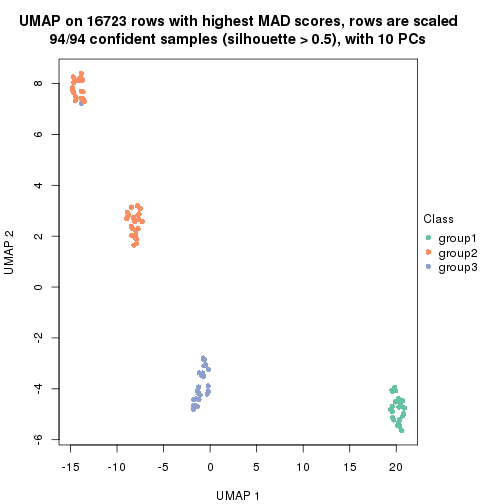 UMAP on 16723 rows with highest MAD scores, rows are scaled
94/94 confident samples (silhouette > 0.5), with 10 PCs
8
6
4
2
0
-2
-4
-6
UMAP 2
-15
-10
-5
0
5
10
15
20
UMAP 1
Class
group1
group2
group3